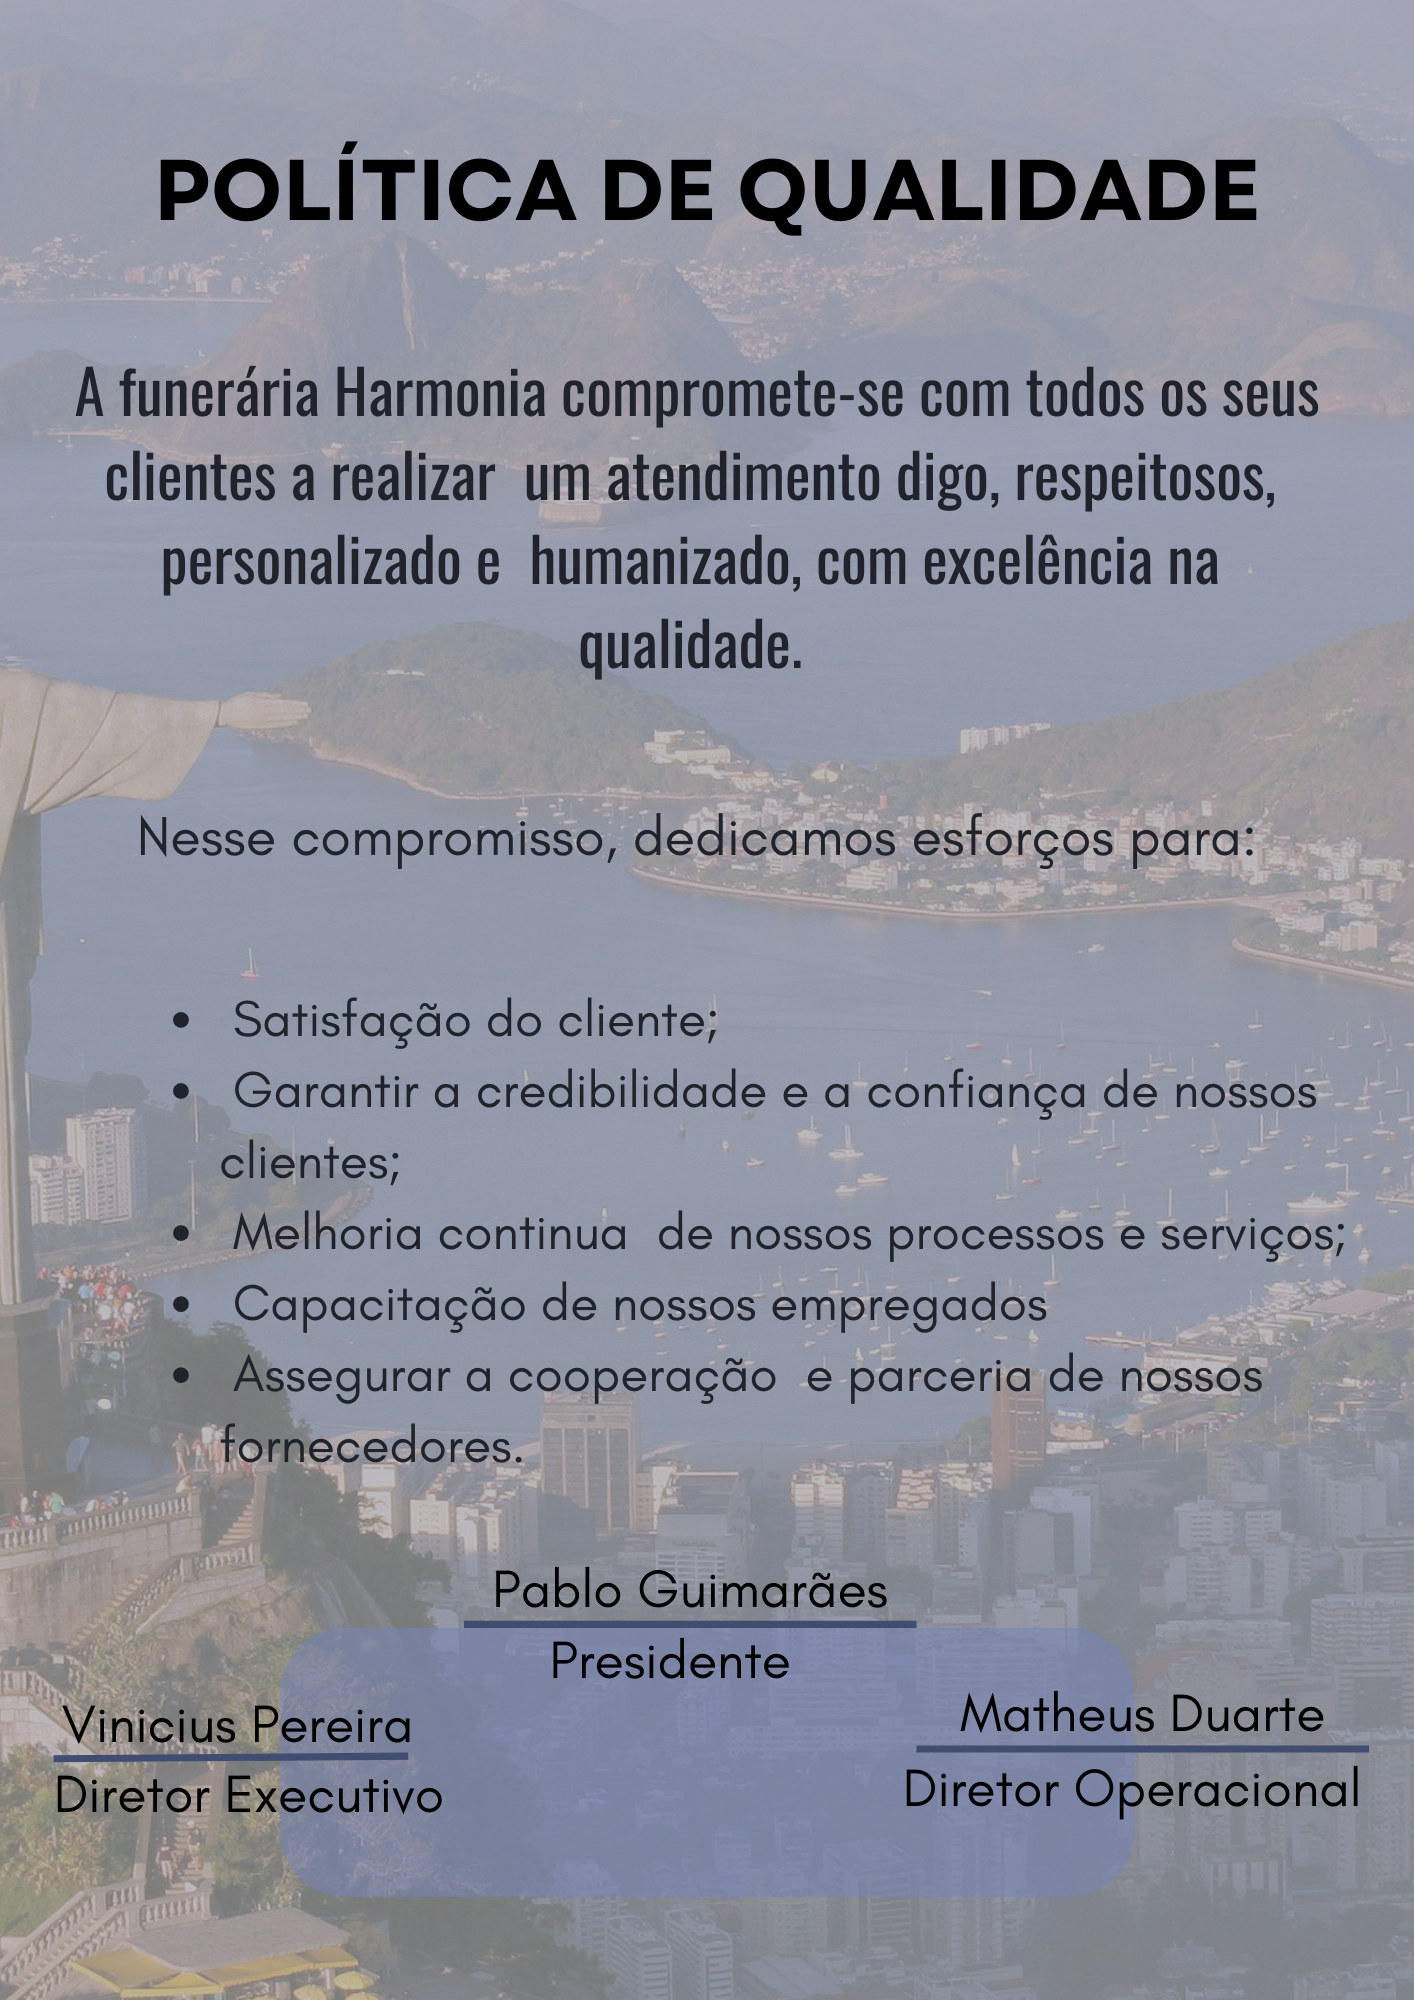 POLÍTICA DE QUALIDADE
A funerária Harmonia compromete-se com todos os seus
clientes a realizar  um atendimento digo, respeitosos,
personalizado e  humanizado, com excelência na
qualidade.
Nesse compromisso, dedicamos esforços para:
• Satisfação do cliente;
• Garantir a credibilidade e a confiança de nossos
clientes;
• Melhoria continua  de nossos processos e serviços;
• Capacitação de nossos empregados
• Assegurar a cooperação  e parceria de nossos
fornecedores.
Pablo Guimarães
Presidente
Vinicius Pereira
Diretor Executivo
Matheus Duarte
Diretor Operacional